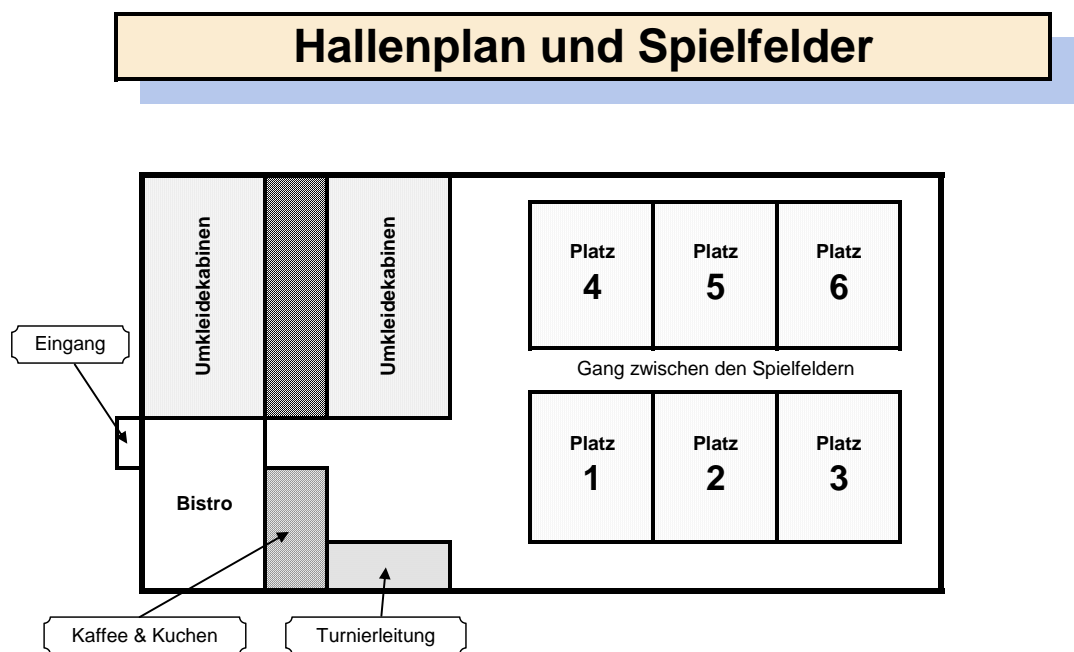 Hallenplan und Spielfelder
Umkleidekabinen
Umkleidekabinen
Platz
4
Platz
5
Platz
6
Eingang
Gang zwischen den Spielfeldern
Platz
1
Platz
2
Platz
3
Bistro
Kaffee & Kuchen
Turnierleitung